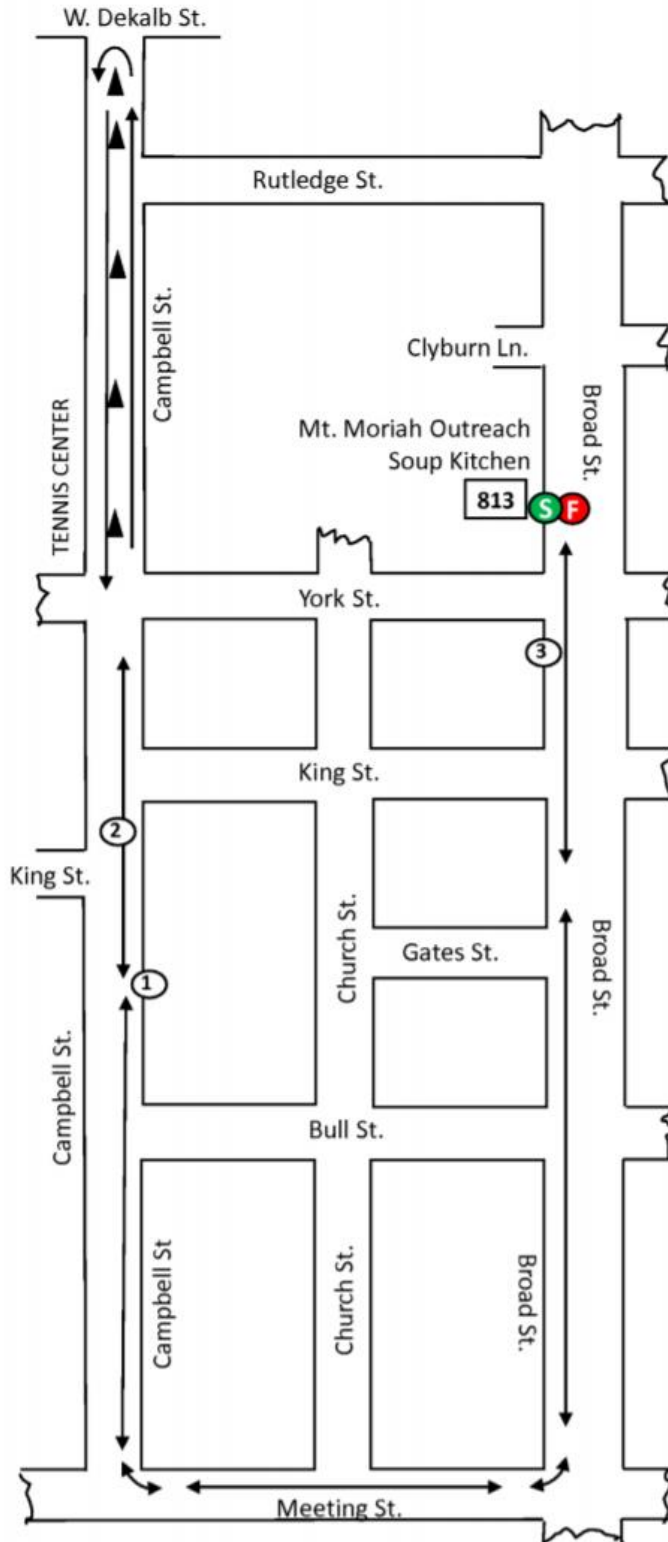 W. Dekalb St.
Rutledge St.
Campbell St.
Clyburn Ln.
Broad St.
TENNIS CENTER
Mt. Moriah Outreach
Soup Kitchen
813
S
F
York St.
3
King St.
2
King St.
Church St.
Broad St.
Gates St.
1
Campbell St.
Bull St.
Campbell St
Church St.
Broad St.
Meeting St.